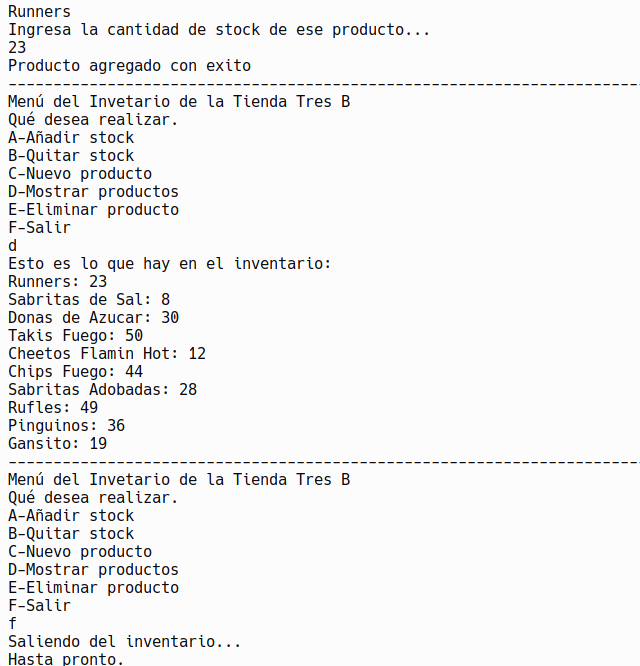 Runners
Ingresa la cantidad de stock de ese producto...
23
Producto agregado con exito
----------------------------------------------------------------------
Menú del Invetario de la Tienda Tres B
Qué desea realizar.
A-Añadir stock
B-Quitar stock
C-Nuevo producto
D-Mostrar productos
E-Eliminar producto
F-Salir
d
Esto es lo que hay en el inventario:
Runners: 23
Sabritas de Sal: 8
Donas de Azucar: 30
Takis Fuego: 50
Cheetos Flamin Hot: 12
Chips Fuego: 44
Sabritas Adobadas: 28
Rufles: 49
Pinguinos: 36
Gansito: 19
----------------------------------------------------------------------
Menú del Invetario de la Tienda Tres B
Qué desea realizar.
A-Añadir stock
B-Quitar stock
C-Nuevo producto
D-Mostrar productos
E-Eliminar producto
F-Salir
f
Saliendo del inventario...
Hasta pronto.